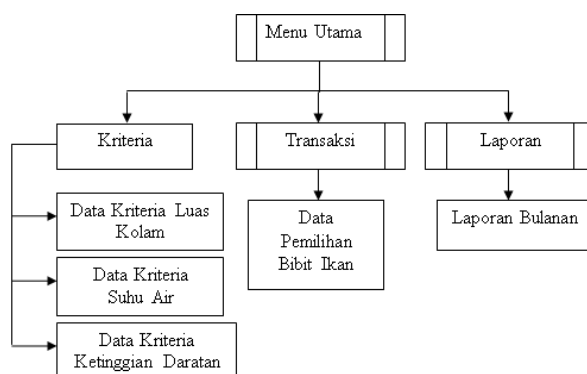 Menu Utama
Kriteria
Transaksi
Laporan
Data Kriteria Luas
Kolam
Data Kriteria
Suhu Air
Data Kriteria
Ketinggian Daratan
Data
Pemilihan
Bibit Ikan
Laporan Bulanan